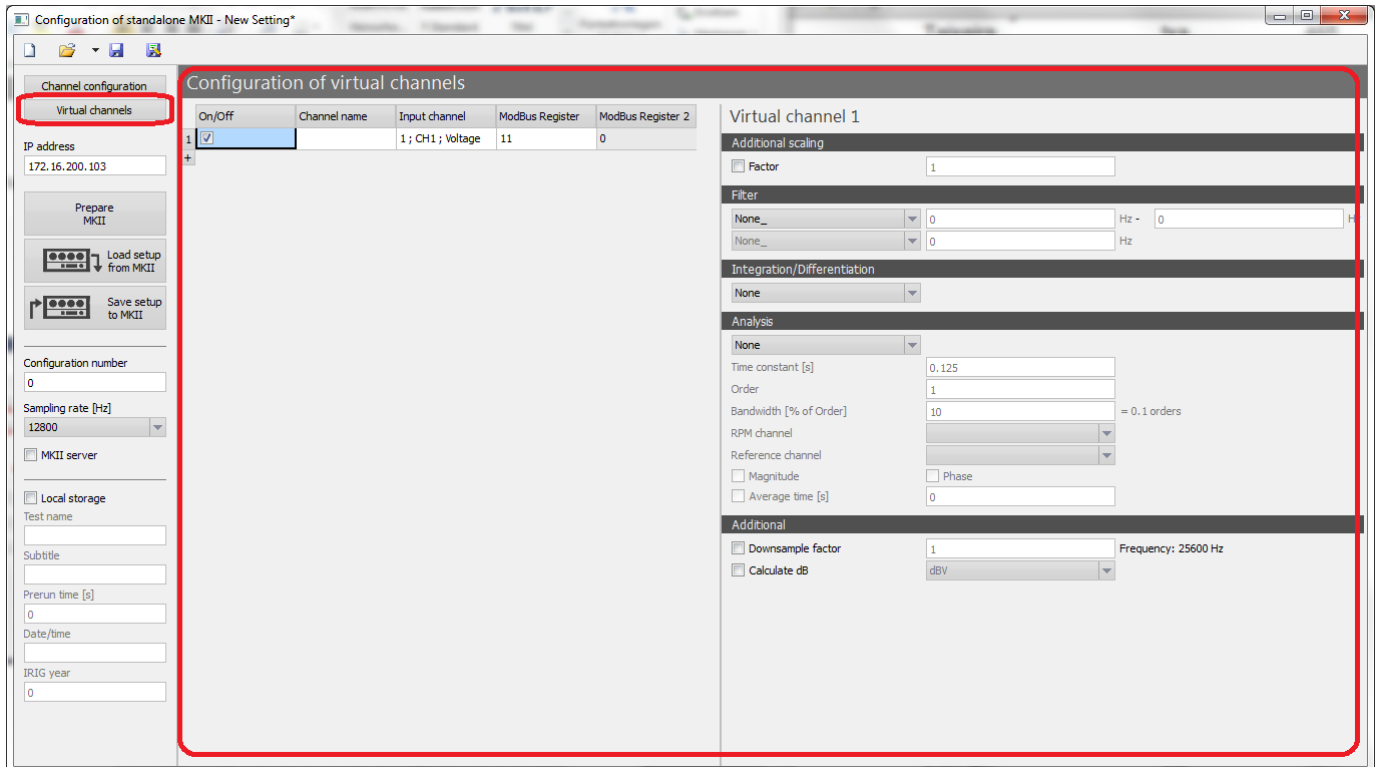 Configuration of standalone MKII - New Setting*
Channel configuration
Virtual channels
IP address
172.16.200.103
Prepare
MKII
Load setup
from MKII
Save setup
to MKII
Configuration number
0
Sampling rate [Hz]
12800
MKII server
Local storage
Test name
Subtitle
Prerun time [s]
0
Date/time
IRIG year
0
Configuration of virtual channels
On/Off Channel name Input channel ModBus Register ModBus Register 2
1 1 ; CH1 ; Voltage 11 0
+
Virtual channel 1
Additional scaling
Factor 1
Filter
None_ 0 Hz - 0 H
None_ 0 Hz
Integration/Differentiation
None
Analysis
None
Time constant [s] 0.125
Order 1
Bandwidth [% of Order] 10 = 0.1 orders
RPM channel
Reference channel
Magnitude Phase
Average time [s] 0
Additional
Downsample factor 1 Frequency: 25600 Hz
Calculate dB dBV